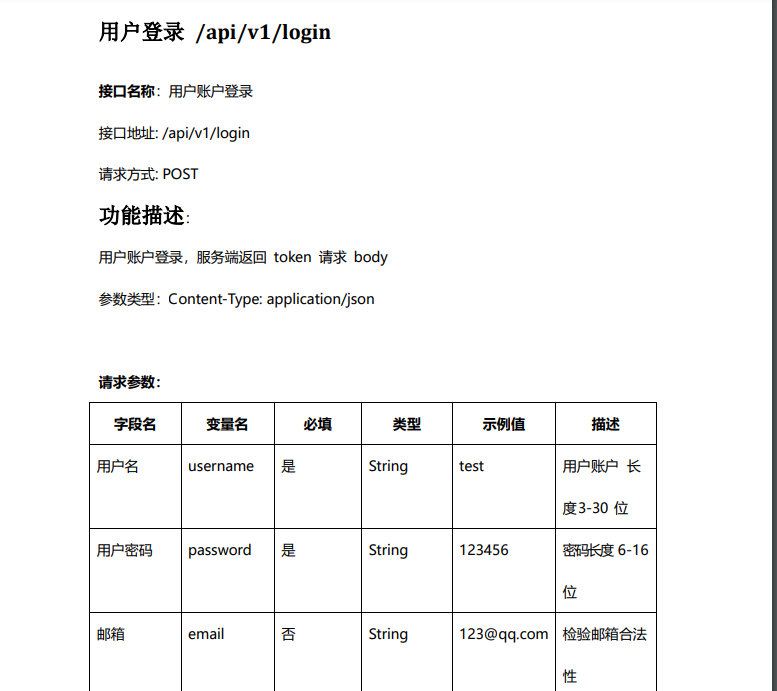 用户登录 /api/v1/login
接口名称：用户账户登录
接口地址: /api/v1/login
请求方式: POST
功能描述：
用户账户登录，服务端返回 token 请求 body
参数类型：Content-Type: application/json
请求参数：
字段名 变量名 必填 类型 示例值 描述
用户名 username 是 String test 用户账户 长
度3-30 位
用户密码 password 是 String 123456 密码长度 6-16
位
邮箱 email 否 String 123@qq.com 检验邮箱合法
性